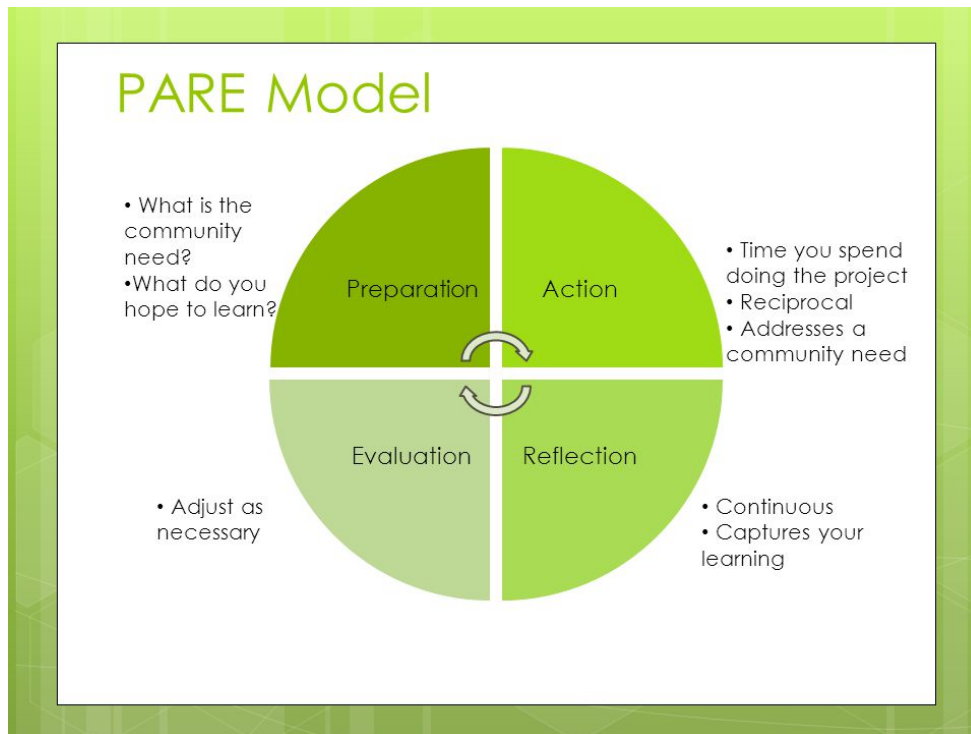 PARE Model
• What is the
community
need?
•What do you
hope to learn?
Preparation
Action
• Time you spend
doing the project
• Reciprocal
• Addresses a
community need
Evaluation
Reflection
• Adjust as
necessary
• Continuous
• Captures your
learning